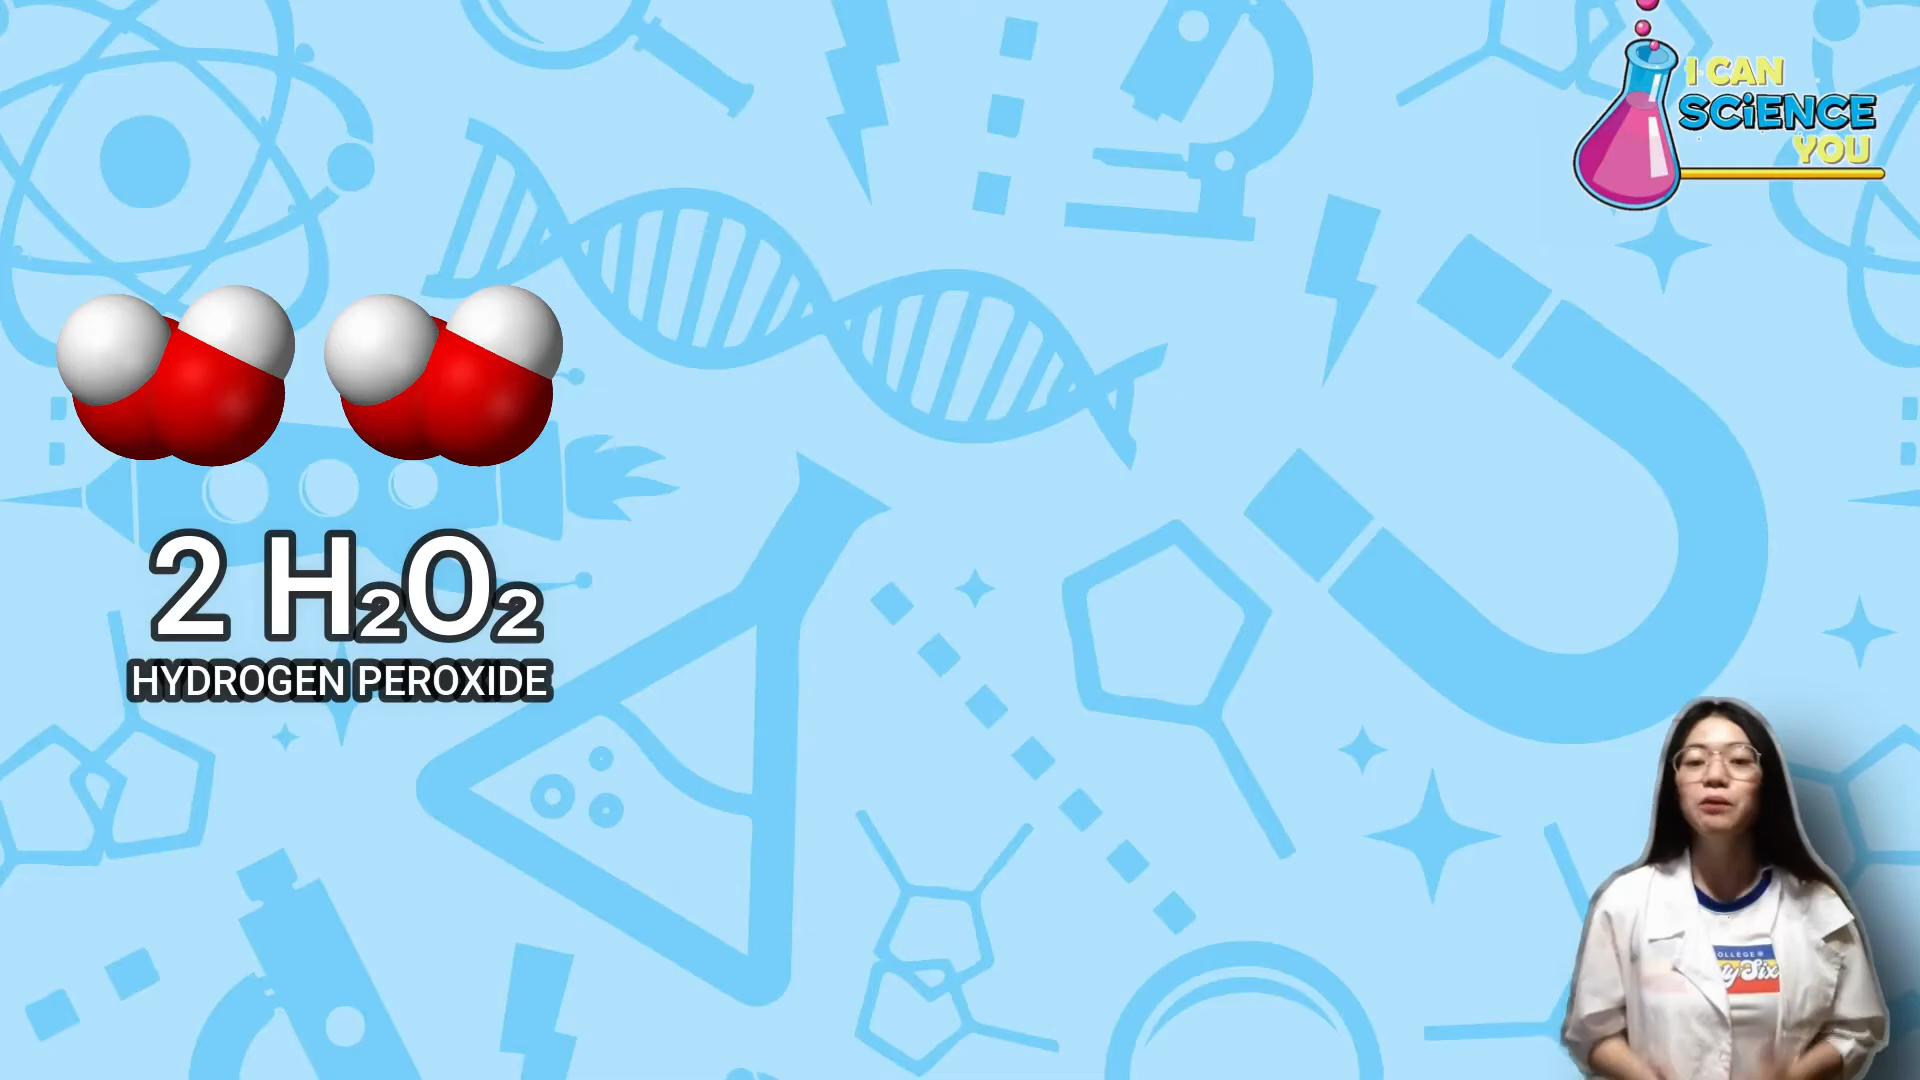 I CAN
SCiENCE
YOU
2 H₂O₂
HYDROGEN PEROXIDE